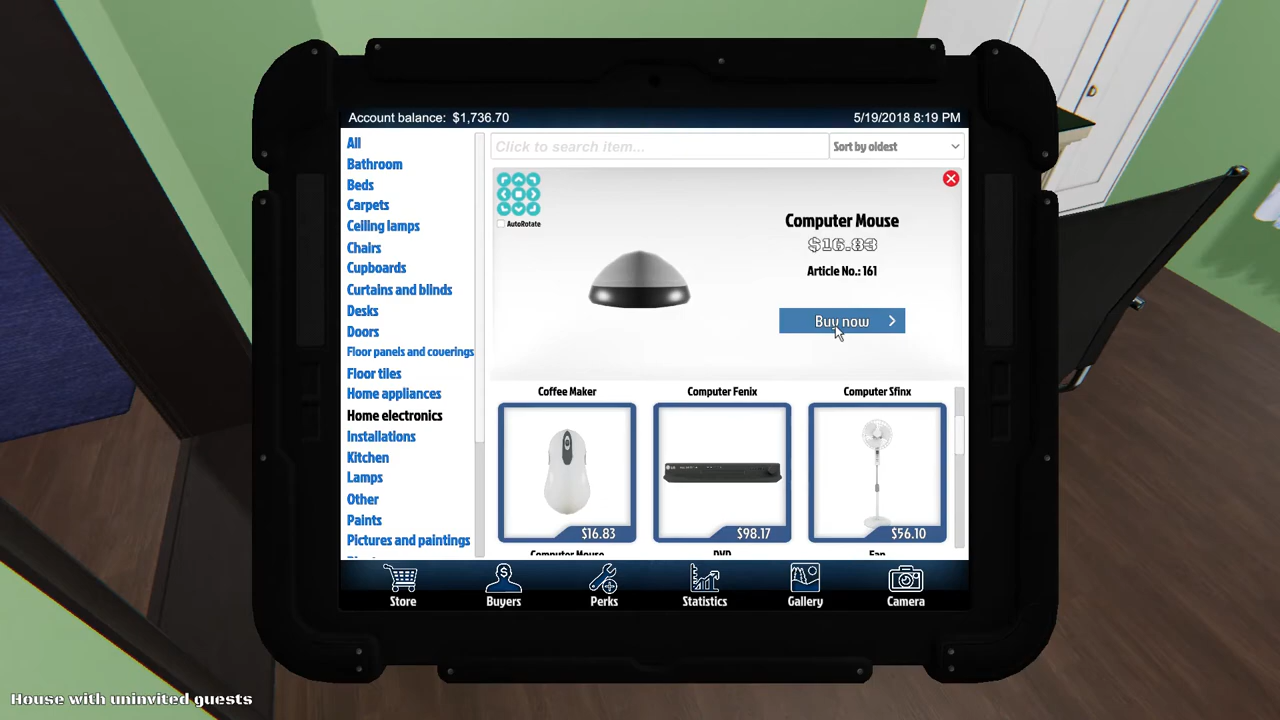 Account balance: $1,736.70
5/19/2018 8:19 PM
All
Bathroom
Beds
Carpets
Ceiling lamps
Chairs
Cupboards
Curtains and blinds
Desks
Doors
Floor panels and coverings
Floor tiles
Home appliances
Home electronics
Installations
Kitchen
Lamps
Other
Paints
Pictures and paintings
Click to search item...
Sort by oldest
AutoRotate
Computer Mouse
$16.83
Article No.: 161
Buy now
Coffee Maker
Computer Fenix
Computer Sfinx
$16.83
$98.17
$56.10
Computer Mouse
DVD
Fan
Store
Buyers
Perks
Statistics
Gallery
Camera
House with uninvited guests